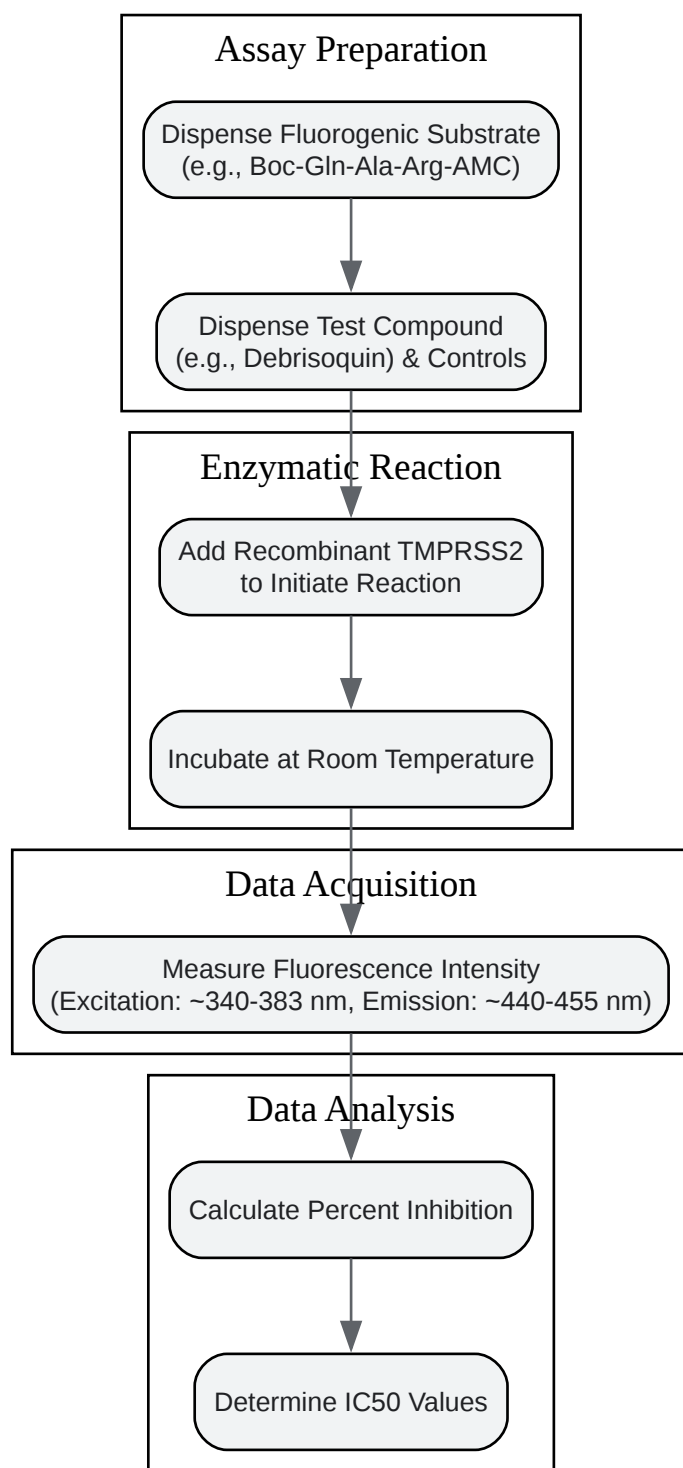 Assay Preparation
Dispense Fluorogenic Substrate
(e.g., Boc-Gln-Ala-Arg-AMC)
Dispense Test Compound
(e.g., Debrisoquin) & Controls
Enzymatic Reaction
Add Recombinant TMPRSS2
to Initiate Reaction
Incubate at Room Temperature
Data Acquisition
Measure Fluorescence Intensity
(Excitation: ~340-383 nm, Emission: ~440-455 nm)
Data Analysis
Calculate Percent Inhibition
Determine IC50 Values